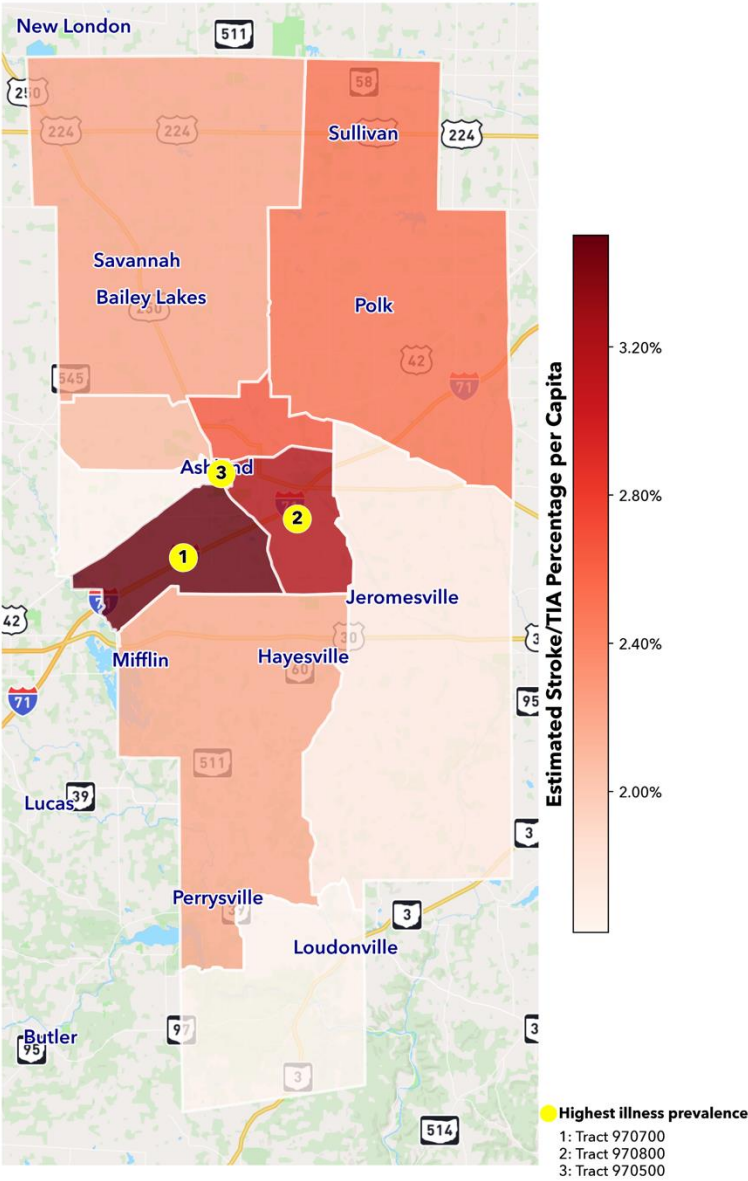 New London
511
250
58
224
224
Sullivan
224
Savannah
Bailey Lakes
250
Polk
42
545
71
3.20%
Ashland
3
2
1
2.80%
Estimated Stroke/TIA Percentage per Capita
42
Jeromesville
30
3
2.40%
Mifflin
Hayesville
60
71
95
511
2.00%
Lucas
39
3
Perrysville
39
3
Loudonville
Butler
95
97
3
3
514
Highest illness prevalence
1: Tract 970700
2: Tract 970800
3: Tract 970500